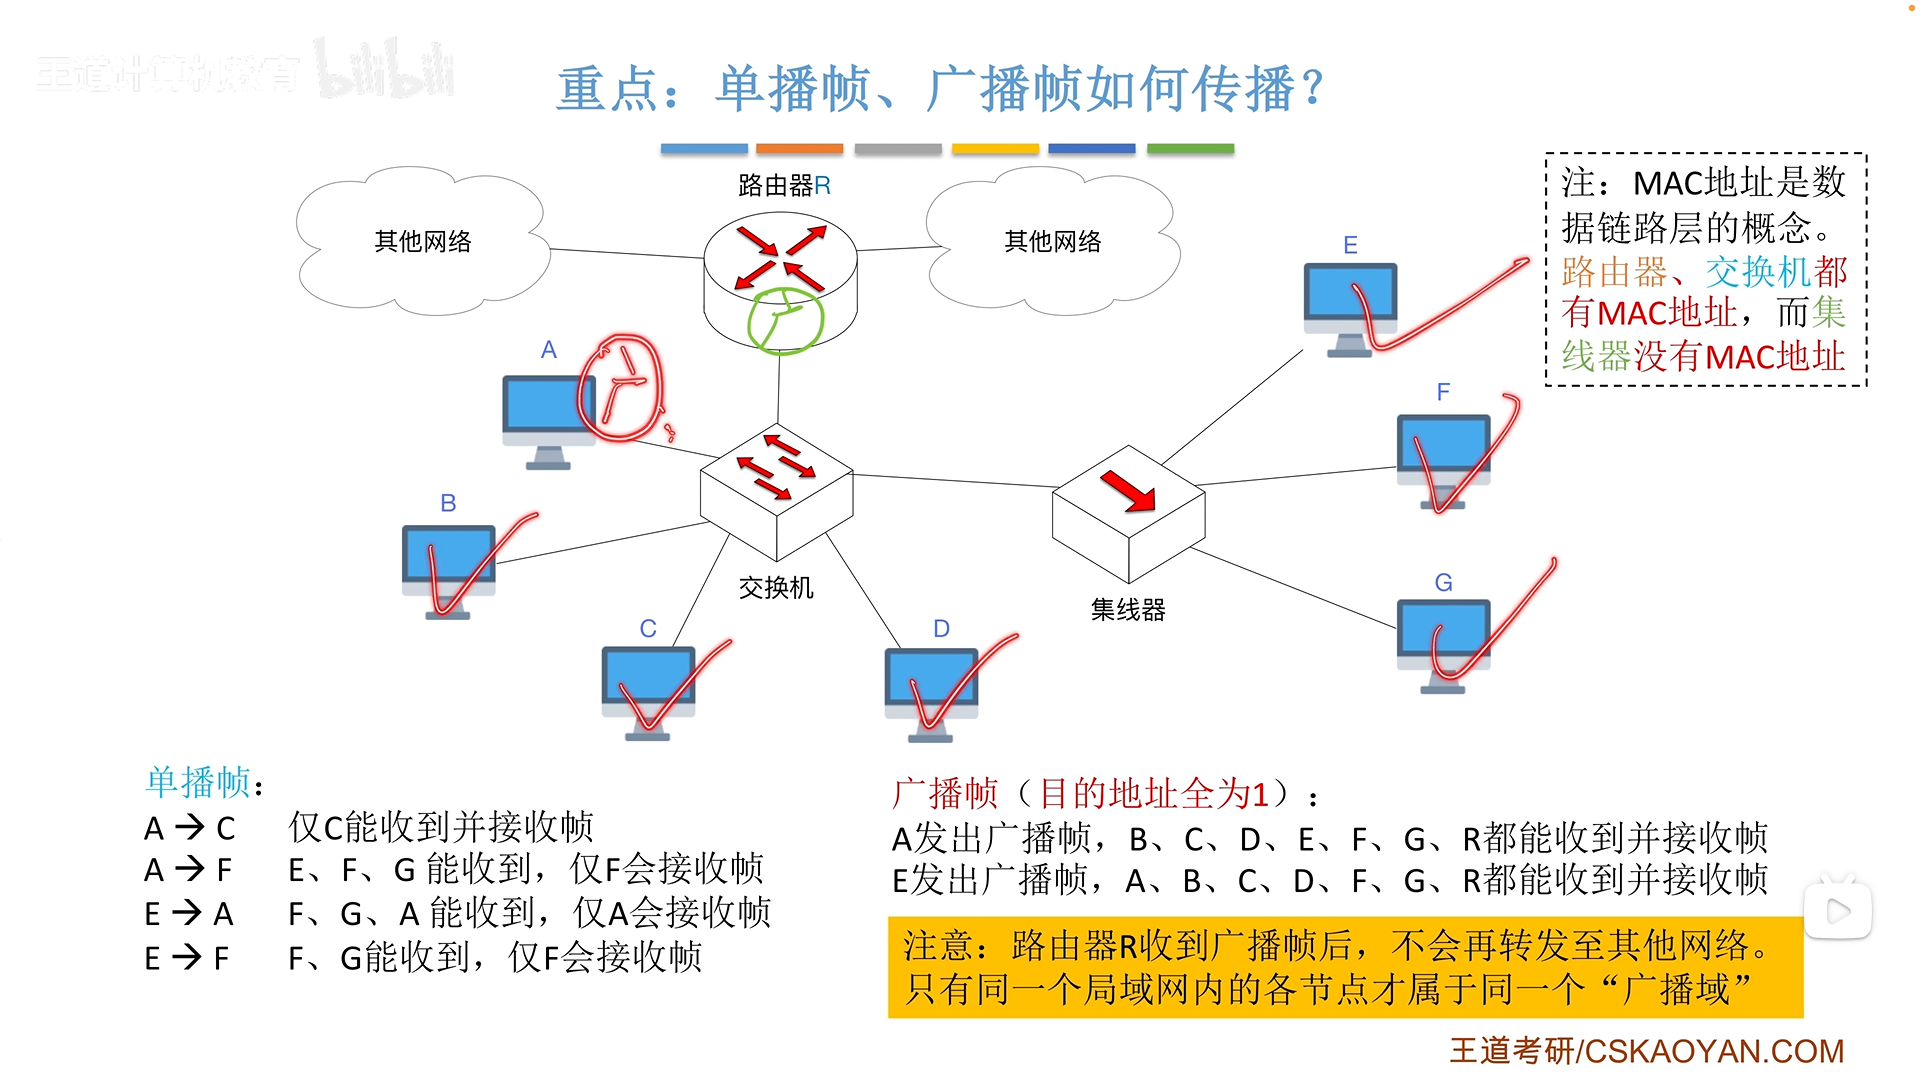 王道计算机教育 bilibili
重点：单播帧、广播帧如何传播？
路由器R
其他网络
其他网络
注：MAC地址是数
据链路层的概念。
路由器、交换机都
有MAC地址，而集
线器没有MAC地址
E
A
广
广
F
B
交换机
集线器
G
C
D
单播帧：
A → C 仅C能收到并接收帧
A → F E、F、G 能收到，仅F会接收帧
E → A F、G、A 能收到，仅A会接收帧
E → F F、G能收到，仅F会接收帧
广播帧（目的地址全为1）：
A发出广播帧，B、C、D、E、F、G、R都能收到并接收帧
E发出广播帧，A、B、C、D、F、G、R都能收到并接收帧
注意：路由器R收到广播帧后，不会再转发至其他网络。
只有同一个局域网内的各节点才属于同一个“广播域”
王道考研/CSKAOYAN.COM